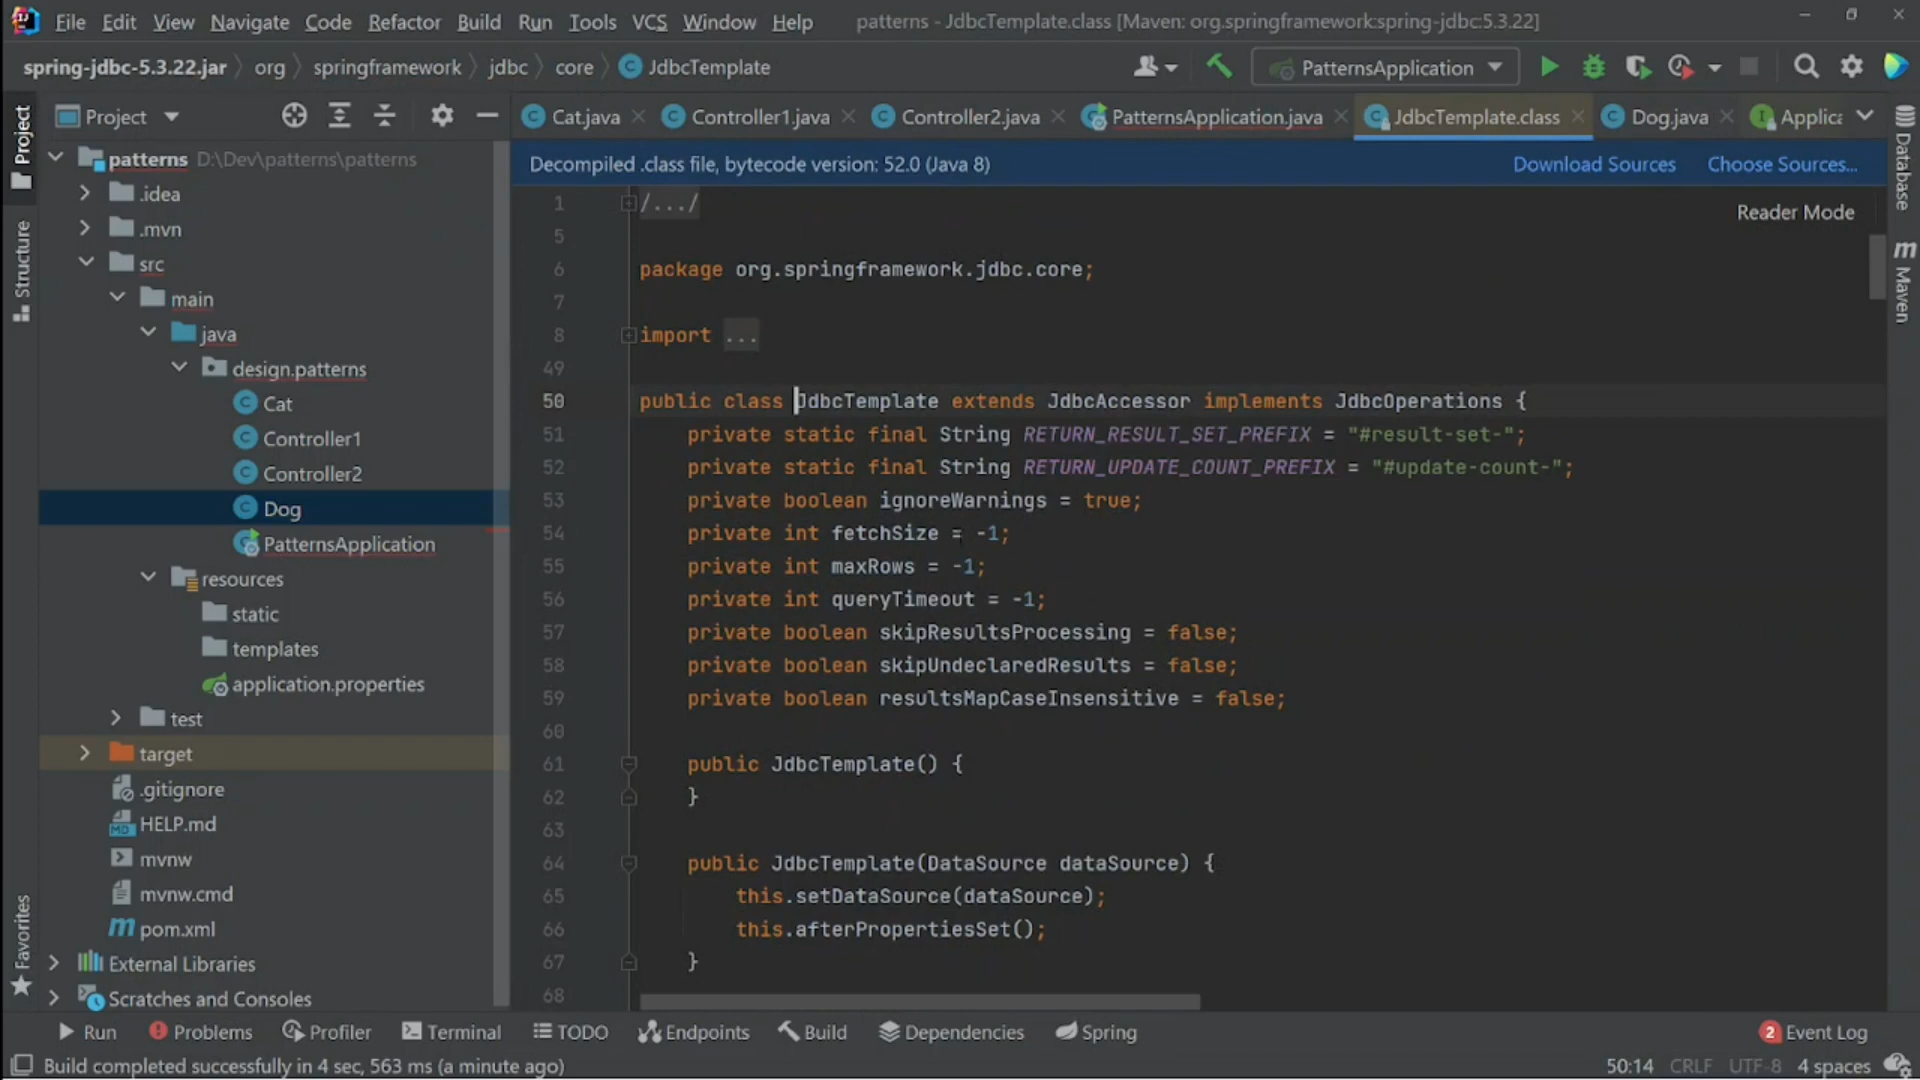 File Edit View Navigate Code Refactor Build Run Tools VCS Window Help patterns - JdbcTemplate.class [Maven: org.springframework:spring-jdbc:5.3.22]
spring-jdbc-5.3.22.jar org springframework jdbc core JdbcTemplate PatternsApplication
Project
Cat.java Controller1.java Controller2.java PatternsApplication.java JdbcTemplate.class Dog.java Applica
Decompiled .class file, bytecode version: 52.0 (Java 8) Download Sources Choose Sources...
Reader Mode
Project
Structure
Favorites
patterns D:\Dev\patterns\patterns
.idea
.mvn
src
main
java
design.patterns
Cat
Controller1
Controller2
Dog
PatternsApplication
resources
static
templates
application.properties
test
target
.gitignore
HELP.md
mvnw
mvnw.cmd
pom.xml
External Libraries
Scratches and Consoles
1 /.../
5
6 package org.springframework.jdbc.core;
7
8 import ...
49
50 public class JdbcTemplate extends JdbcAccessor implements JdbcOperations {
51 private static final String RETURN_RESULT_SET_PREFIX = "#result-set-";
52 private static final String RETURN_UPDATE_COUNT_PREFIX = "#update-count-";
53 private boolean ignoreWarnings = true;
54 private int fetchSize = -1;
55 private int maxRows = -1;
56 private int queryTimeout = -1;
57 private boolean skipResultsProcessing = false;
58 private boolean skipUndeclaredResults = false;
59 private boolean resultsMapCaseInsensitive = false;
60
61 public JdbcTemplate() {
62 }
63
64 public JdbcTemplate(DataSource dataSource) {
65 this.setDataSource(dataSource);
66 this.afterPropertiesSet();
67 }
68
Database
m Maven
Run Problems Profiler Terminal TODO Endpoints Build Dependencies Spring 2 Event Log
Build completed successfully in 4 sec, 563 ms (a minute ago) 50:14 CRLF UTF-8 4 spaces